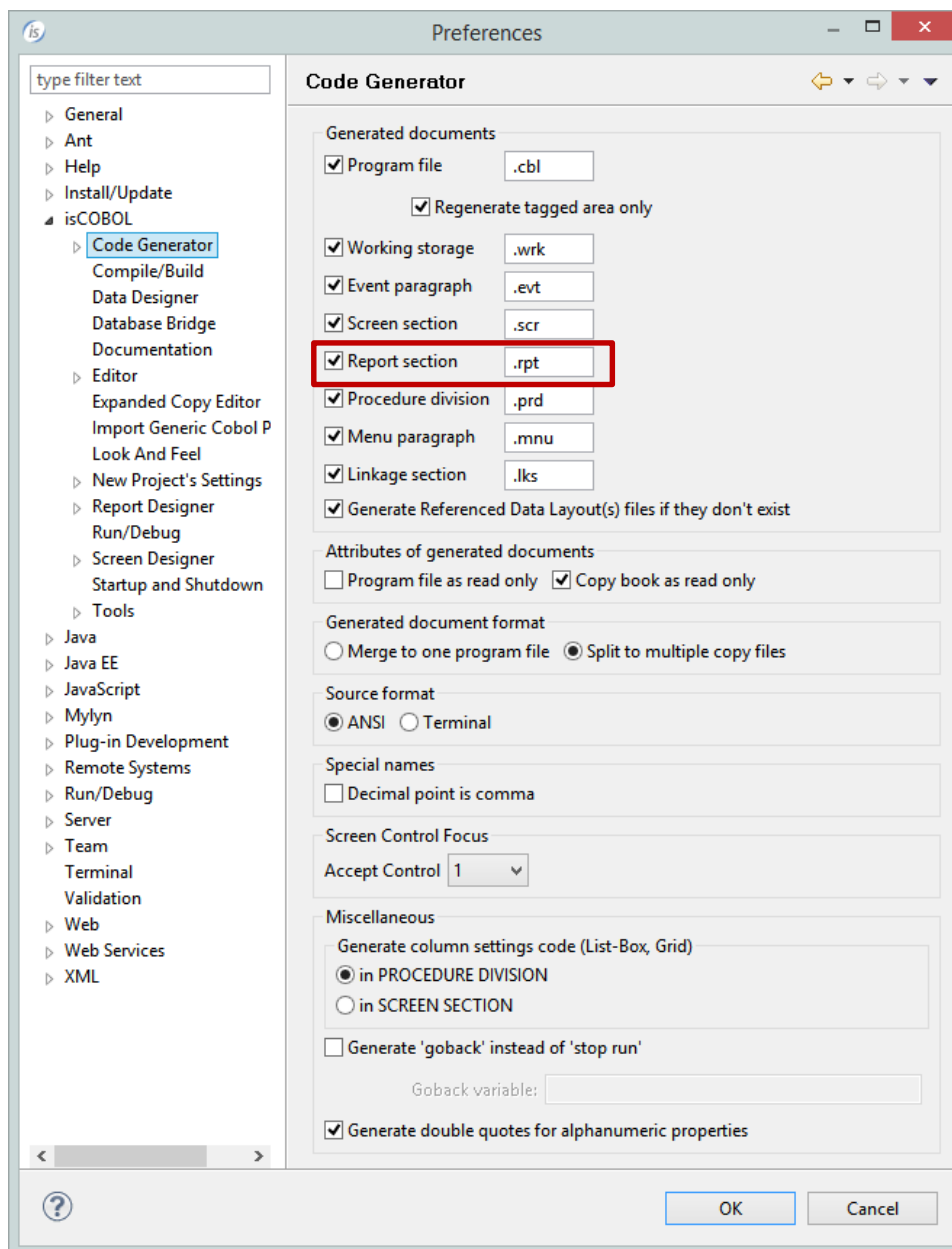 is
Preferences
type filter text
General
Ant
Help
Install/Update
isCOBOL
Code Generator
Compile/Build
Data Designer
Database Bridge
Documentation
Editor
Expanded Copy Editor
Import Generic Cobol P
Look And Feel
New Project's Settings
Report Designer
Run/Debug
Screen Designer
Startup and Shutdown
Tools
Java
Java EE
JavaScript
Mylyn
Plug-in Development
Remote Systems
Run/Debug
Server
Team
Terminal
Validation
Web
Web Services
XML
Code Generator
Generated documents
Program file .cbl
Regenerate tagged area only
Working storage .wrk
Event paragraph .evt
Screen section .scr
Report section .rpt
Procedure division .prd
Menu paragraph .mnu
Linkage section .lks
Generate Referenced Data Layout(s) files if they don't exist
Attributes of generated documents
Program file as read only Copy book as read only
Generated document format
Merge to one program file Split to multiple copy files
Source format
ANSI Terminal
Special names
Decimal point is comma
Screen Control Focus
Accept Control 1
Miscellaneous
Generate column settings code (List-Box, Grid)
in PROCEDURE DIVISION
in SCREEN SECTION
Generate 'goback' instead of 'stop run'
Goback variable:
Generate double quotes for alphanumeric properties
OK Cancel